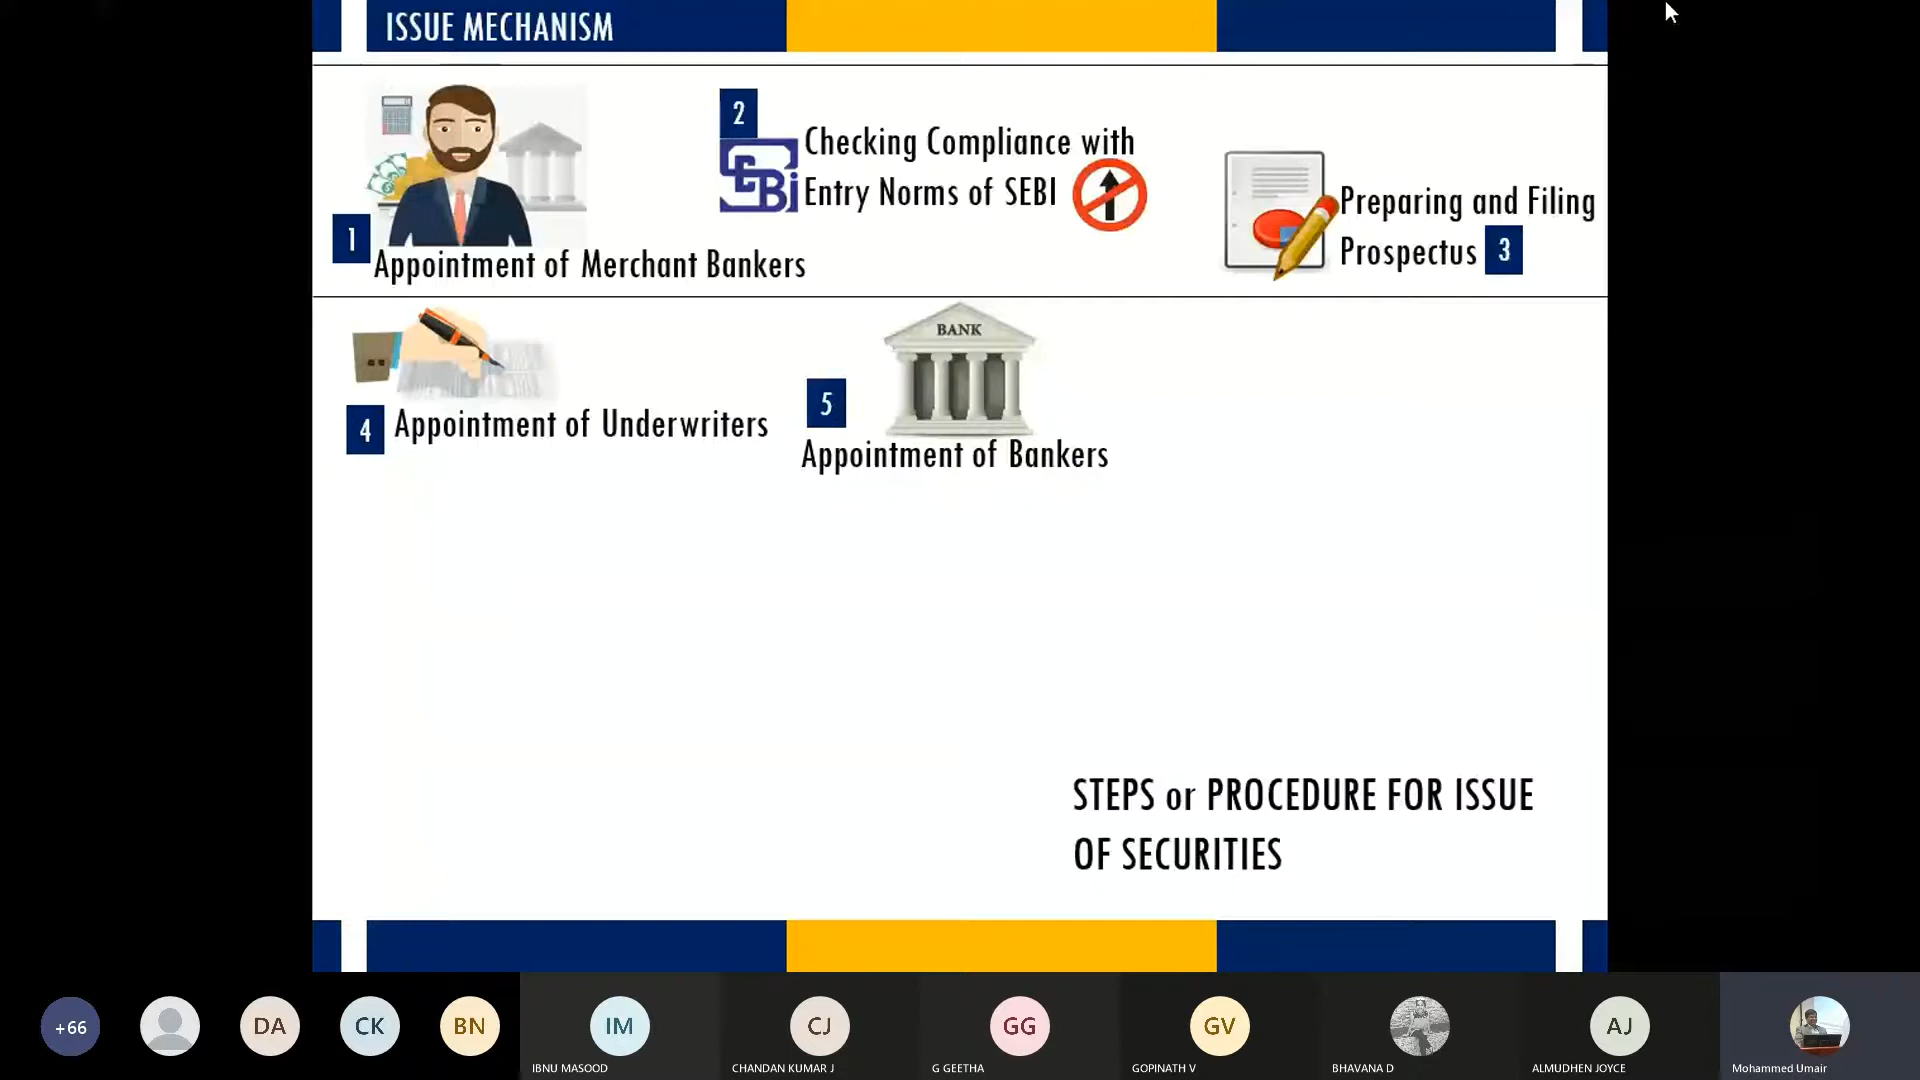 ISSUE MECHANISM
2
SEBI
Checking Compliance with
Entry Norms of SEBI
Preparing and Filing
Prospectus 3
1
Appointment of Merchant Bankers
BANK
4 Appointment of Underwriters
5
Appointment of Bankers
STEPS or PROCEDURE FOR ISSUE
OF SECURITIES
+66
DA
CK
BN
IM
IBNU MASOOD
CJ
CHANDAN KUMAR J
GG
G GEETHA
GV
GOPINATH V
BHAVANA D
AJ
ALMUDHEN JOYCE
Mohammed Umair